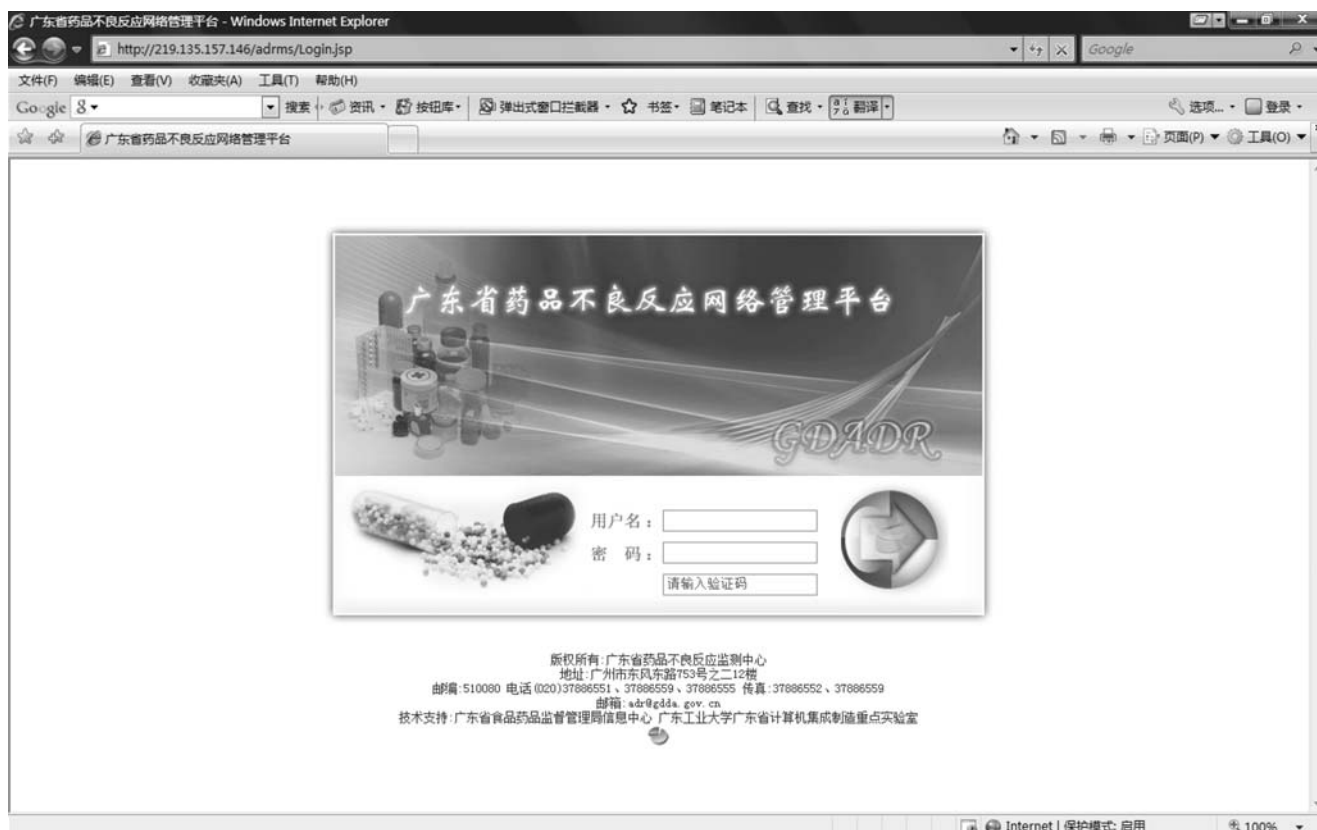 广东省药品不良反应网络管理平台 - Windows Internet Explorer
http://219.135.157.146/adrms/Login.jsp
Google
文件(F) 编辑(E) 查看(V) 收藏夹(A) 工具(T) 帮助(H)
Google 搜索 资讯 按钮库 弹出式窗口拦截器 书签 笔记本 查找 翻译 选项... 登录
广东省药品不良反应网络管理平台 页面(P) 工具(O)
广东省药品不良反应网络管理平台
GDADR
用户名：
密 码：
请输入验证码
版权所有:广东省药品不良反应监测中心
地址:广州市东风东路753号之二12楼
邮编:510080 电话(020)37886551、37886559、37886555 传真:37886552、37886559
邮箱:adr@gdda.gov.cn
技术支持:广东省食品药品监督管理局信息中心 广东工业大学广东省计算机集成制造重点实验室
Internet | 保护模式: 启用 100%